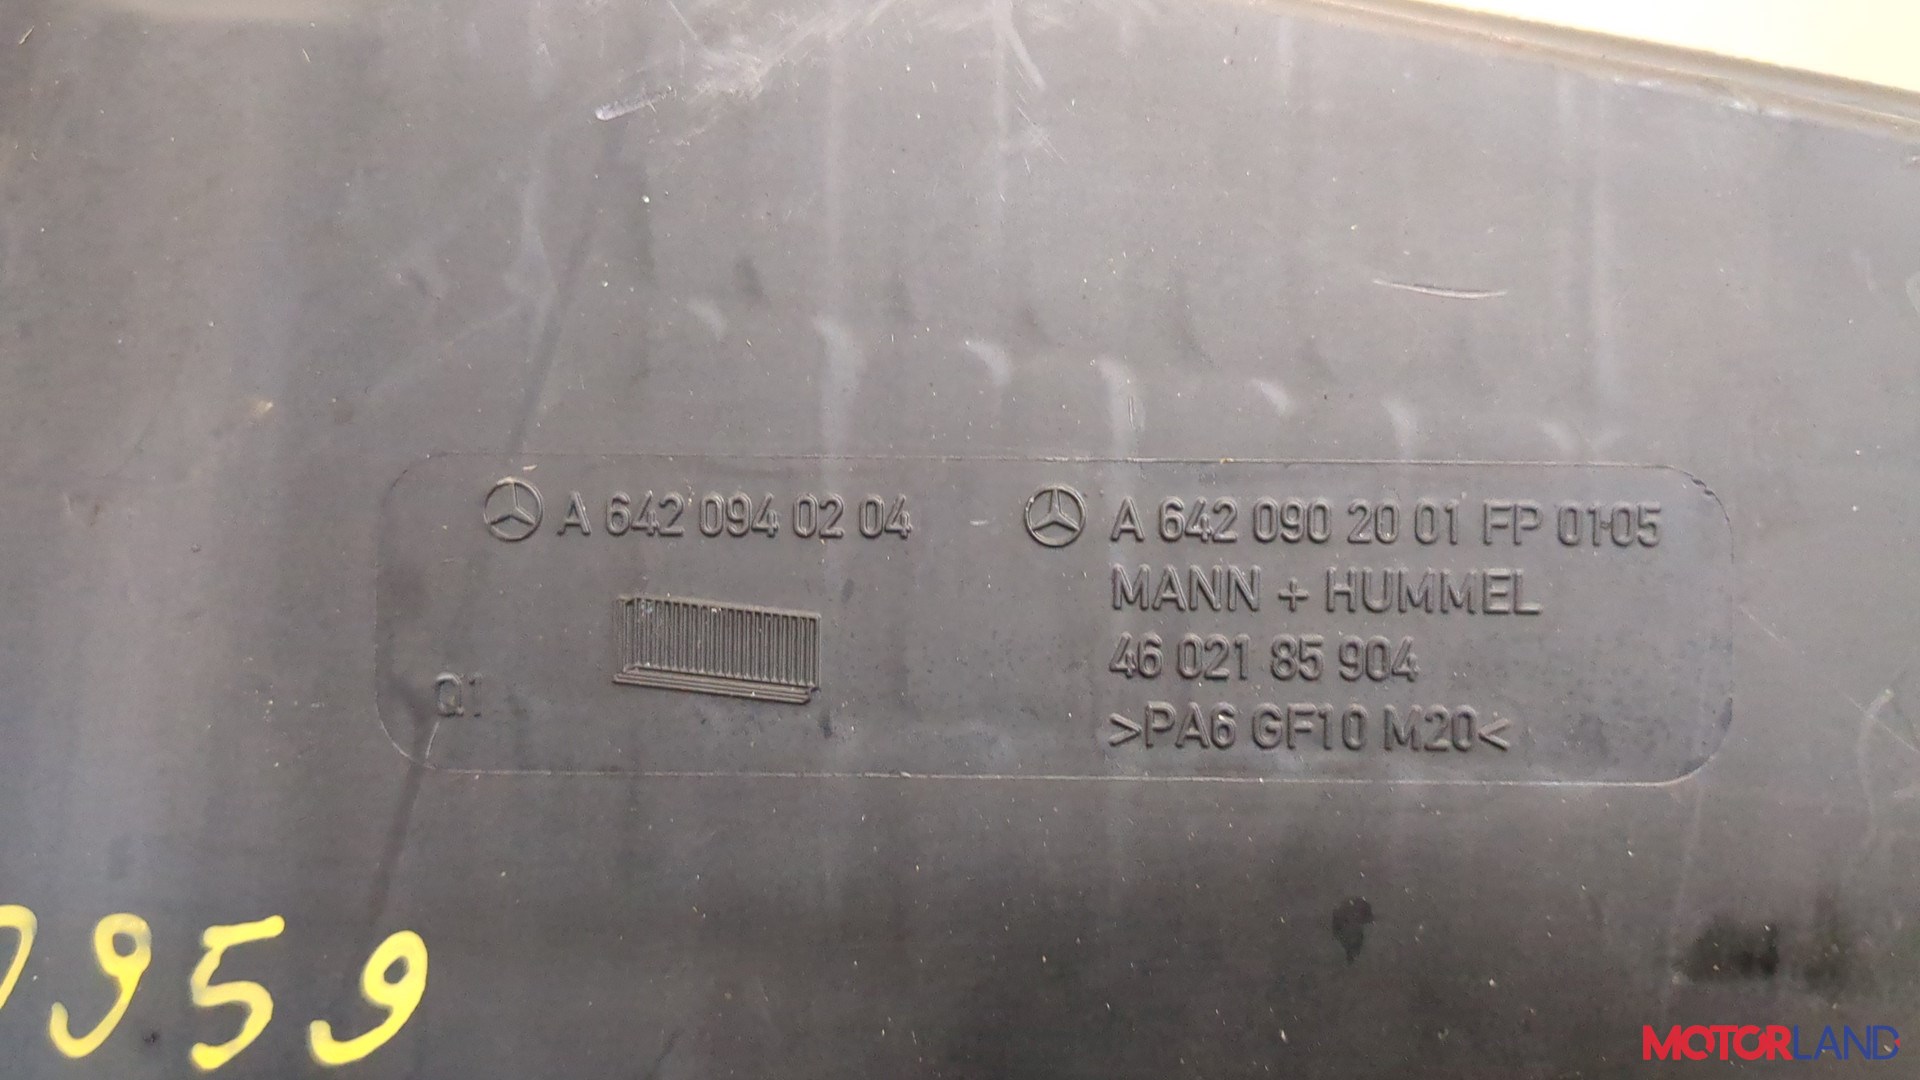 A 642 094 02 04
A 642 090 20 01 FP 01-05
MANN + HUMMEL
46 021 85 904
>PA6 GF10 M20<
Q1
959
MOTORLAND